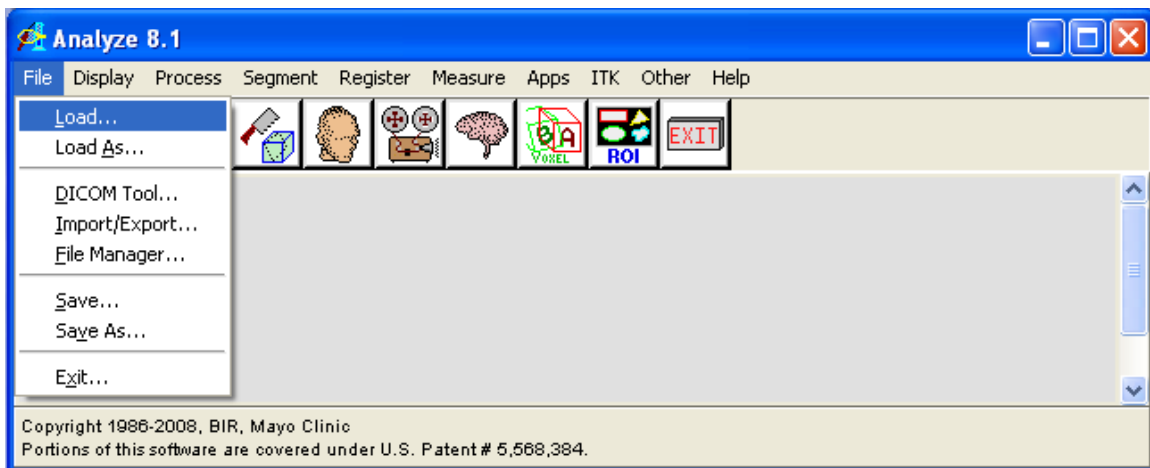 Analyze 8.1
File Display Process Segment Register Measure Apps ITK Other Help
Load...
Load As...
DICOM Tool...
Import/Export...
File Manager...
Save...
Save As...
Exit...
B A
VOXEL
ROI
EXIT
Copyright 1986-2008, BIR, Mayo Clinic
Portions of this software are covered under U.S. Patent # 5,568,384.